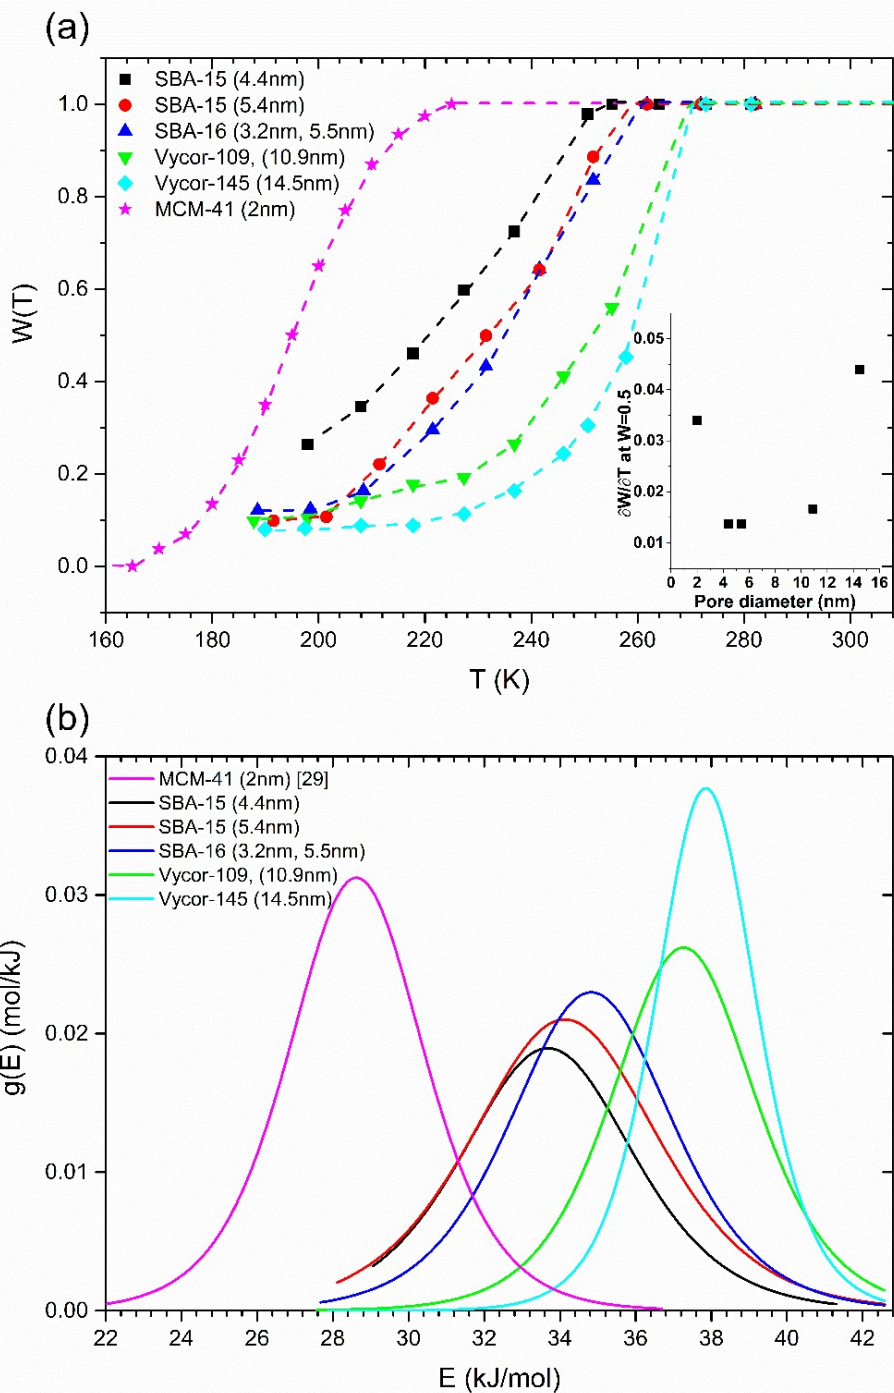 (a)
SBA-15 (4.4nm)
SBA-15 (5.4nm)
SBA-16 (3.2nm, 5.5nm)
Vycor-109, (10.9nm)
Vycor-145 (14.5nm)
MCM-41 (2nm)
1.0
0.8
0.6
0.4
0.2
0.0
W(T)
160 180 200 220 240 260 280 300
T (K)
0.05
0.04
0.03
0.02
0.01
∂W/∂T at W=0.5
0 2 4 6 8 10 12 14 16
Pore diameter (nm)
(b)
MCM-41 (2nm) [29]
SBA-15 (4.4nm)
SBA-15 (5.4nm)
SBA-16 (3.2nm, 5.5nm)
Vycor-109, (10.9nm)
Vycor-145 (14.5nm)
0.04
0.03
0.02
0.01
0.00
g(E) (mol/kJ)
22 24 26 28 30 32 34 36 38 40 42
E (kJ/mol)